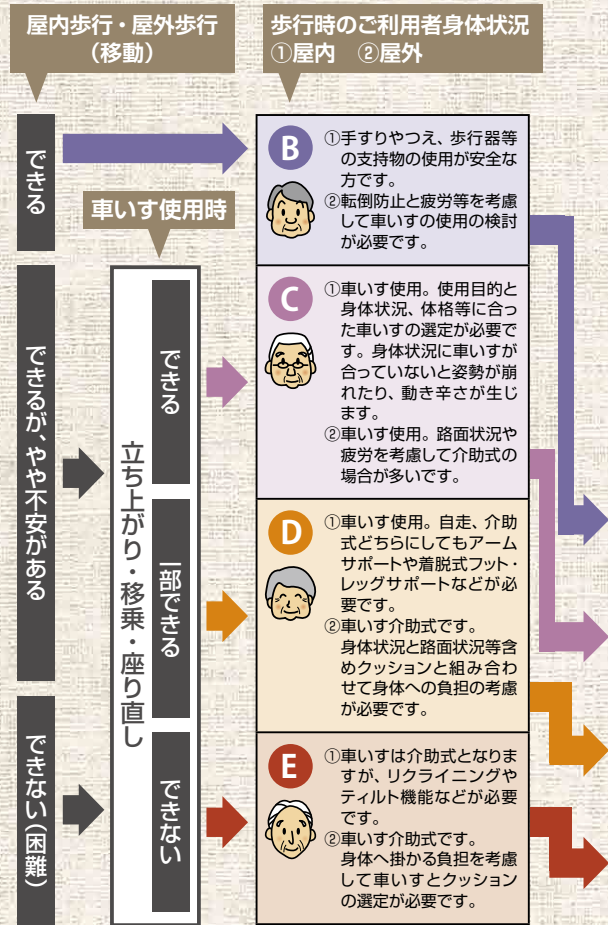 屋内歩行・屋外歩行
（移動）
歩行時のご利用者身体状況
①屋内　②屋外
できる
車いす使用時
できるが、やや不安がある
できない（困難）
立ち上がり・移乗・座り直し
できる
一部できる
できない
B
①手すりやつえ、歩行器等
の支持物の使用が安全な
方です。
②転倒防止と疲労等を考慮
して車いすの使用の検討
が必要です。
C
①車いす使用。使用目的と
身体状況、体格等に合っ
た車いすの選定が必要で
す。身体状況に車いすが
合っていないと姿勢が崩
れたり、動き辛さが生じ
ます。
②車いす使用。路面状況や
疲労を考慮して介助式の
場合が多いです。
D
①車いす使用。自走、介助
式どちらにしてもアーム
サポートや着脱式フット・
レッグサポートなどが必
要です。
②車いす介助式です。
身体状況と路面状況等含
めクッションと組み合わ
せて身体への負担の考慮
が必要です。
E
①車いすは介助式となりま
すが、リクライニングや
ティルト機能などが必要
です。
②車いす介助式です。
身体へ掛かる負担を考慮
して車いすとクッション
の選定が必要です。